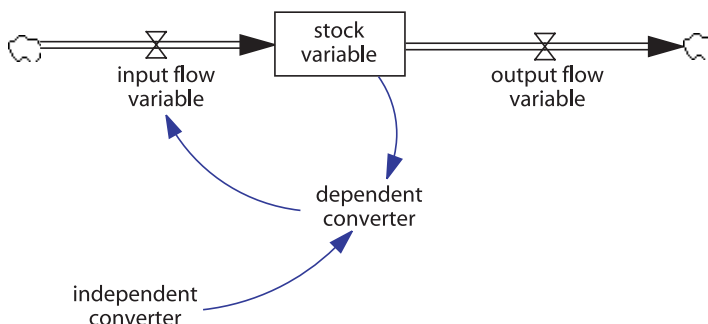 stock
variable
input flow
variable
output flow
variable
dependent
converter
independent
converter